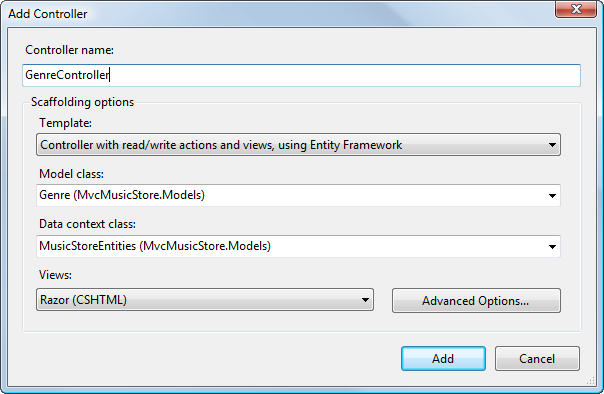 Add Controller
Controller name:
GenreController
Scaffolding options
Template:
Controller with read/write actions and views, using Entity Framework
Model class:
Genre (MvcMusicStore.Models)
Data context class:
MusicStoreEntities (MvcMusicStore.Models)
Views:
Razor (CSHTML)
Advanced Options...
Add
Cancel